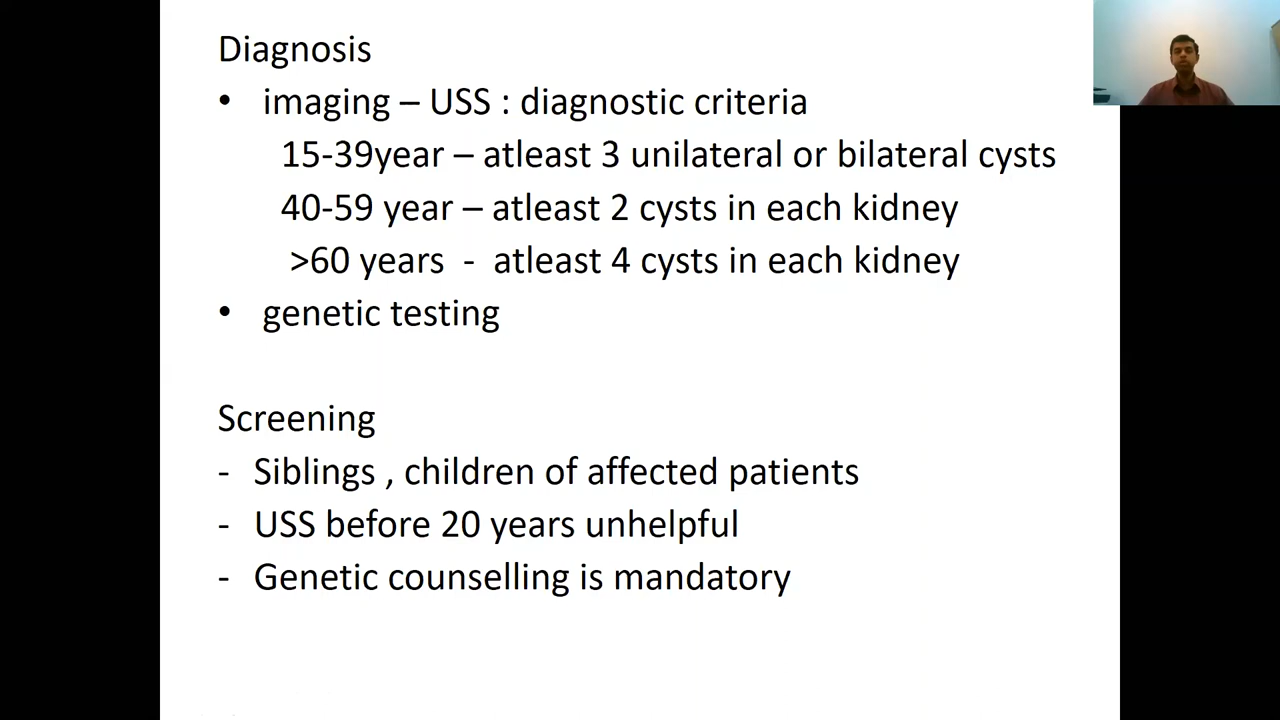 Diagnosis
• imaging – USS : diagnostic criteria
15-39year – atleast 3 unilateral or bilateral cysts
40-59 year – atleast 2 cysts in each kidney
>60 years - atleast 4 cysts in each kidney
• genetic testing
Screening
- Siblings , children of affected patients
- USS before 20 years unhelpful
- Genetic counselling is mandatory